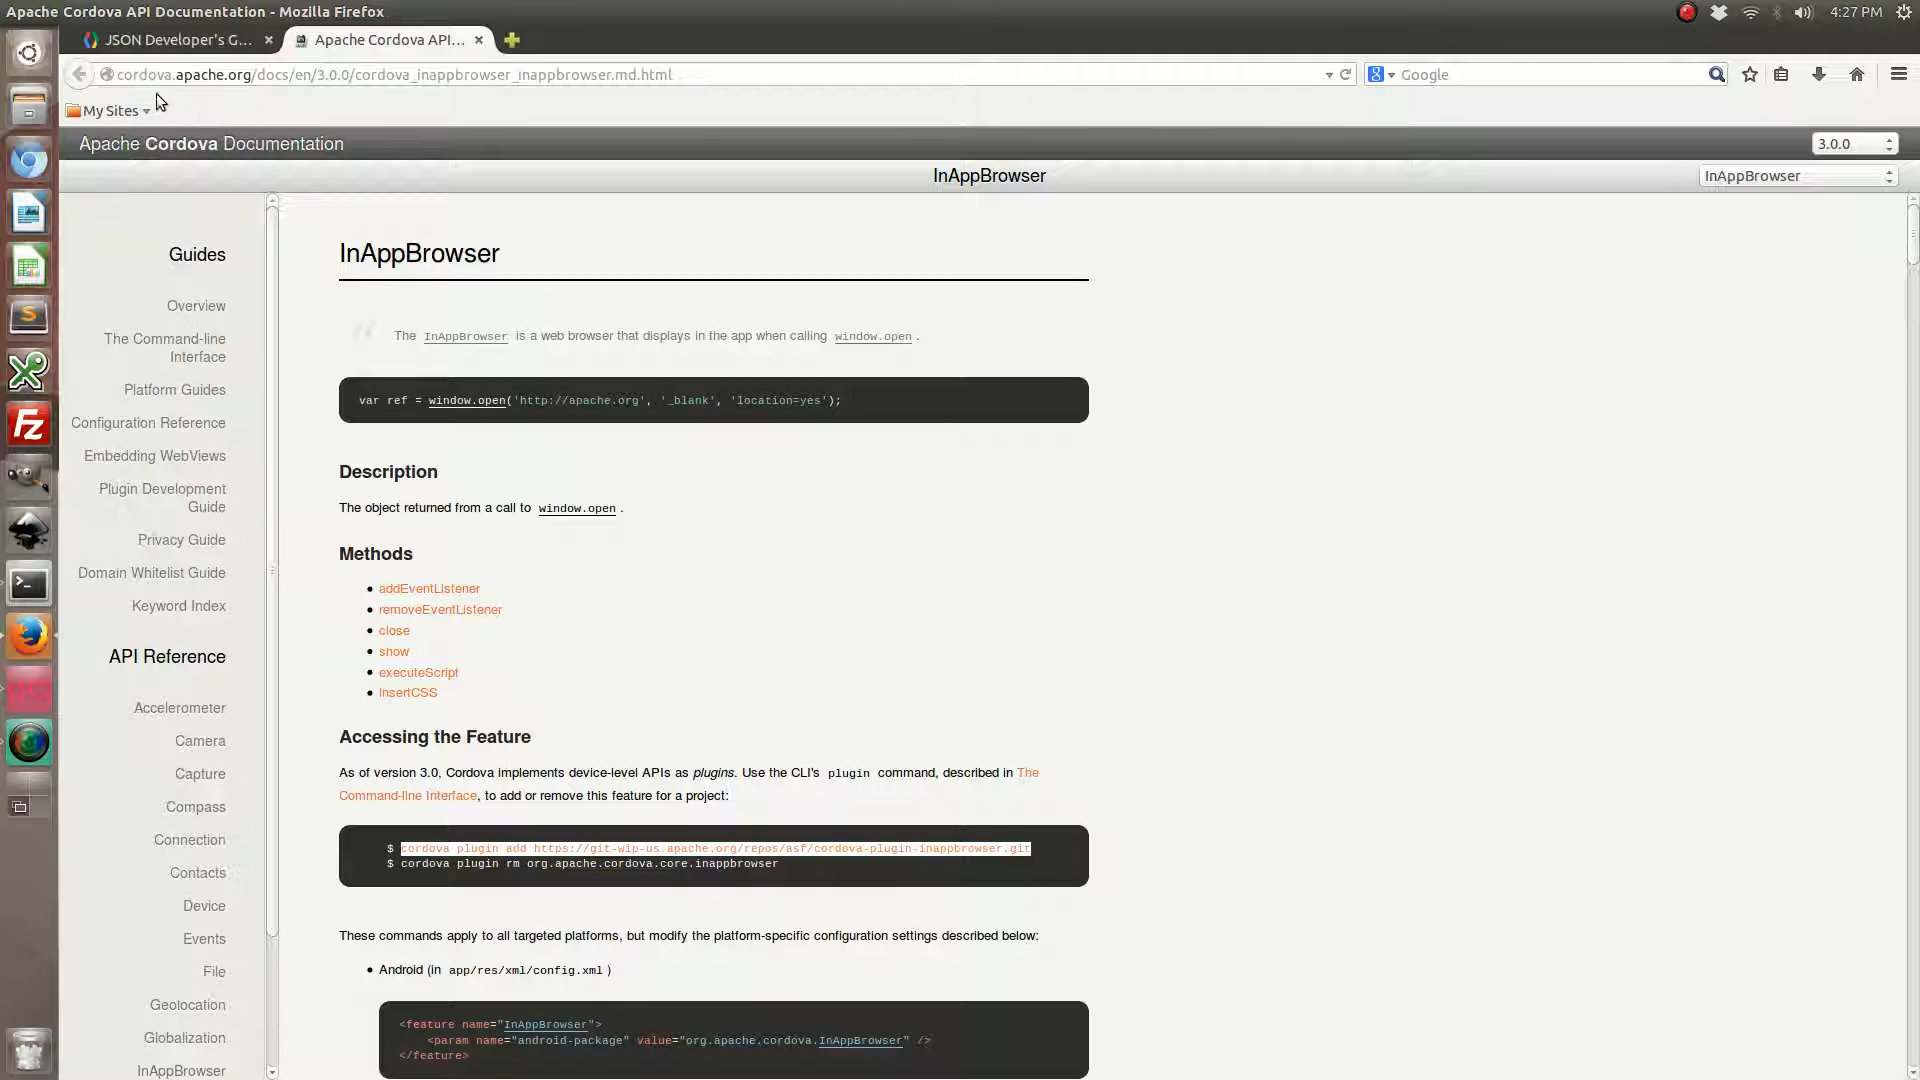 Apache Cordova API Documentation - Mozilla Firefox
4:27 PM
JSON Developer's G...
Apache Cordova API...
cordova.apache.org/docs/en/3.0.0/cordova_inappbrowser_inappbrowser.md.html
Google
My Sites
Apache Cordova Documentation
3.0.0
InAppBrowser
InAppBrowser
Guides
Overview
The Command-line
Interface
Platform Guides
Configuration Reference
Embedding WebViews
Plugin Development
Guide
Privacy Guide
Domain Whitelist Guide
Keyword Index
API Reference
Accelerometer
Camera
Capture
Compass
Connection
Contacts
Device
Events
File
Geolocation
Globalization
InAppBrowser
InAppBrowser
The InAppBrowser is a web browser that displays in the app when calling window.open .
var ref = window.open('http://apache.org', '_blank', 'location=yes');
Description
The object returned from a call to window.open .
Methods
• addEventListener
• removeEventListener
• close
• show
• executeScript
• insertCSS
Accessing the Feature
As of version 3.0, Cordova implements device-level APIs as plugins. Use the CLI's plugin command, described in The
Command-line Interface, to add or remove this feature for a project:
$ cordova plugin add https://git-wip-us.apache.org/repos/asf/cordova-plugin-inappbrowser.git
$ cordova plugin rm org.apache.cordova.core.inappbrowser
These commands apply to all targeted platforms, but modify the platform-specific configuration settings described below:
• Android (in app/res/xml/config.xml )
<feature name="InAppBrowser">
<param name="android-package" value="org.apache.cordova.InAppBrowser" />
</feature>